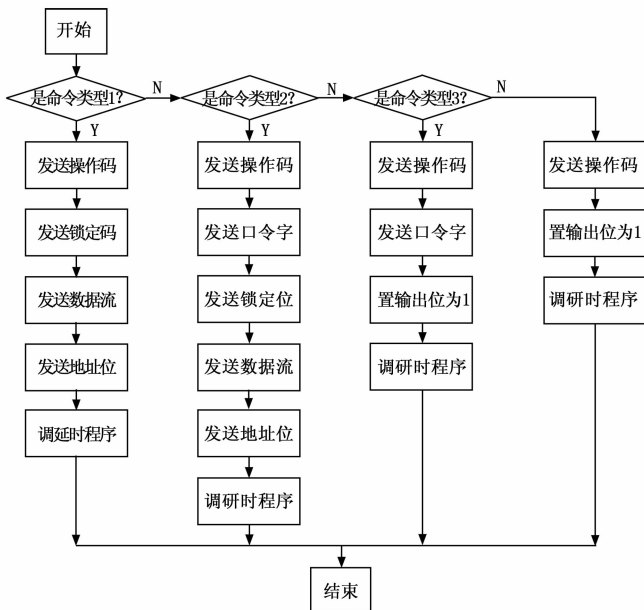 开始
是命令类型1?
N
是命令类型2?
N
是命令类型3?
N
Y
Y
Y
发送操作码
发送操作码
发送操作码
发送操作码
发送锁定码
发送口令字
发送口令字
置输出位为1
发送数据流
发送锁定位
置输出位为1
调研时程序
发送地址位
发送数据流
调研时程序
调延时程序
发送地址位
调研时程序
结束